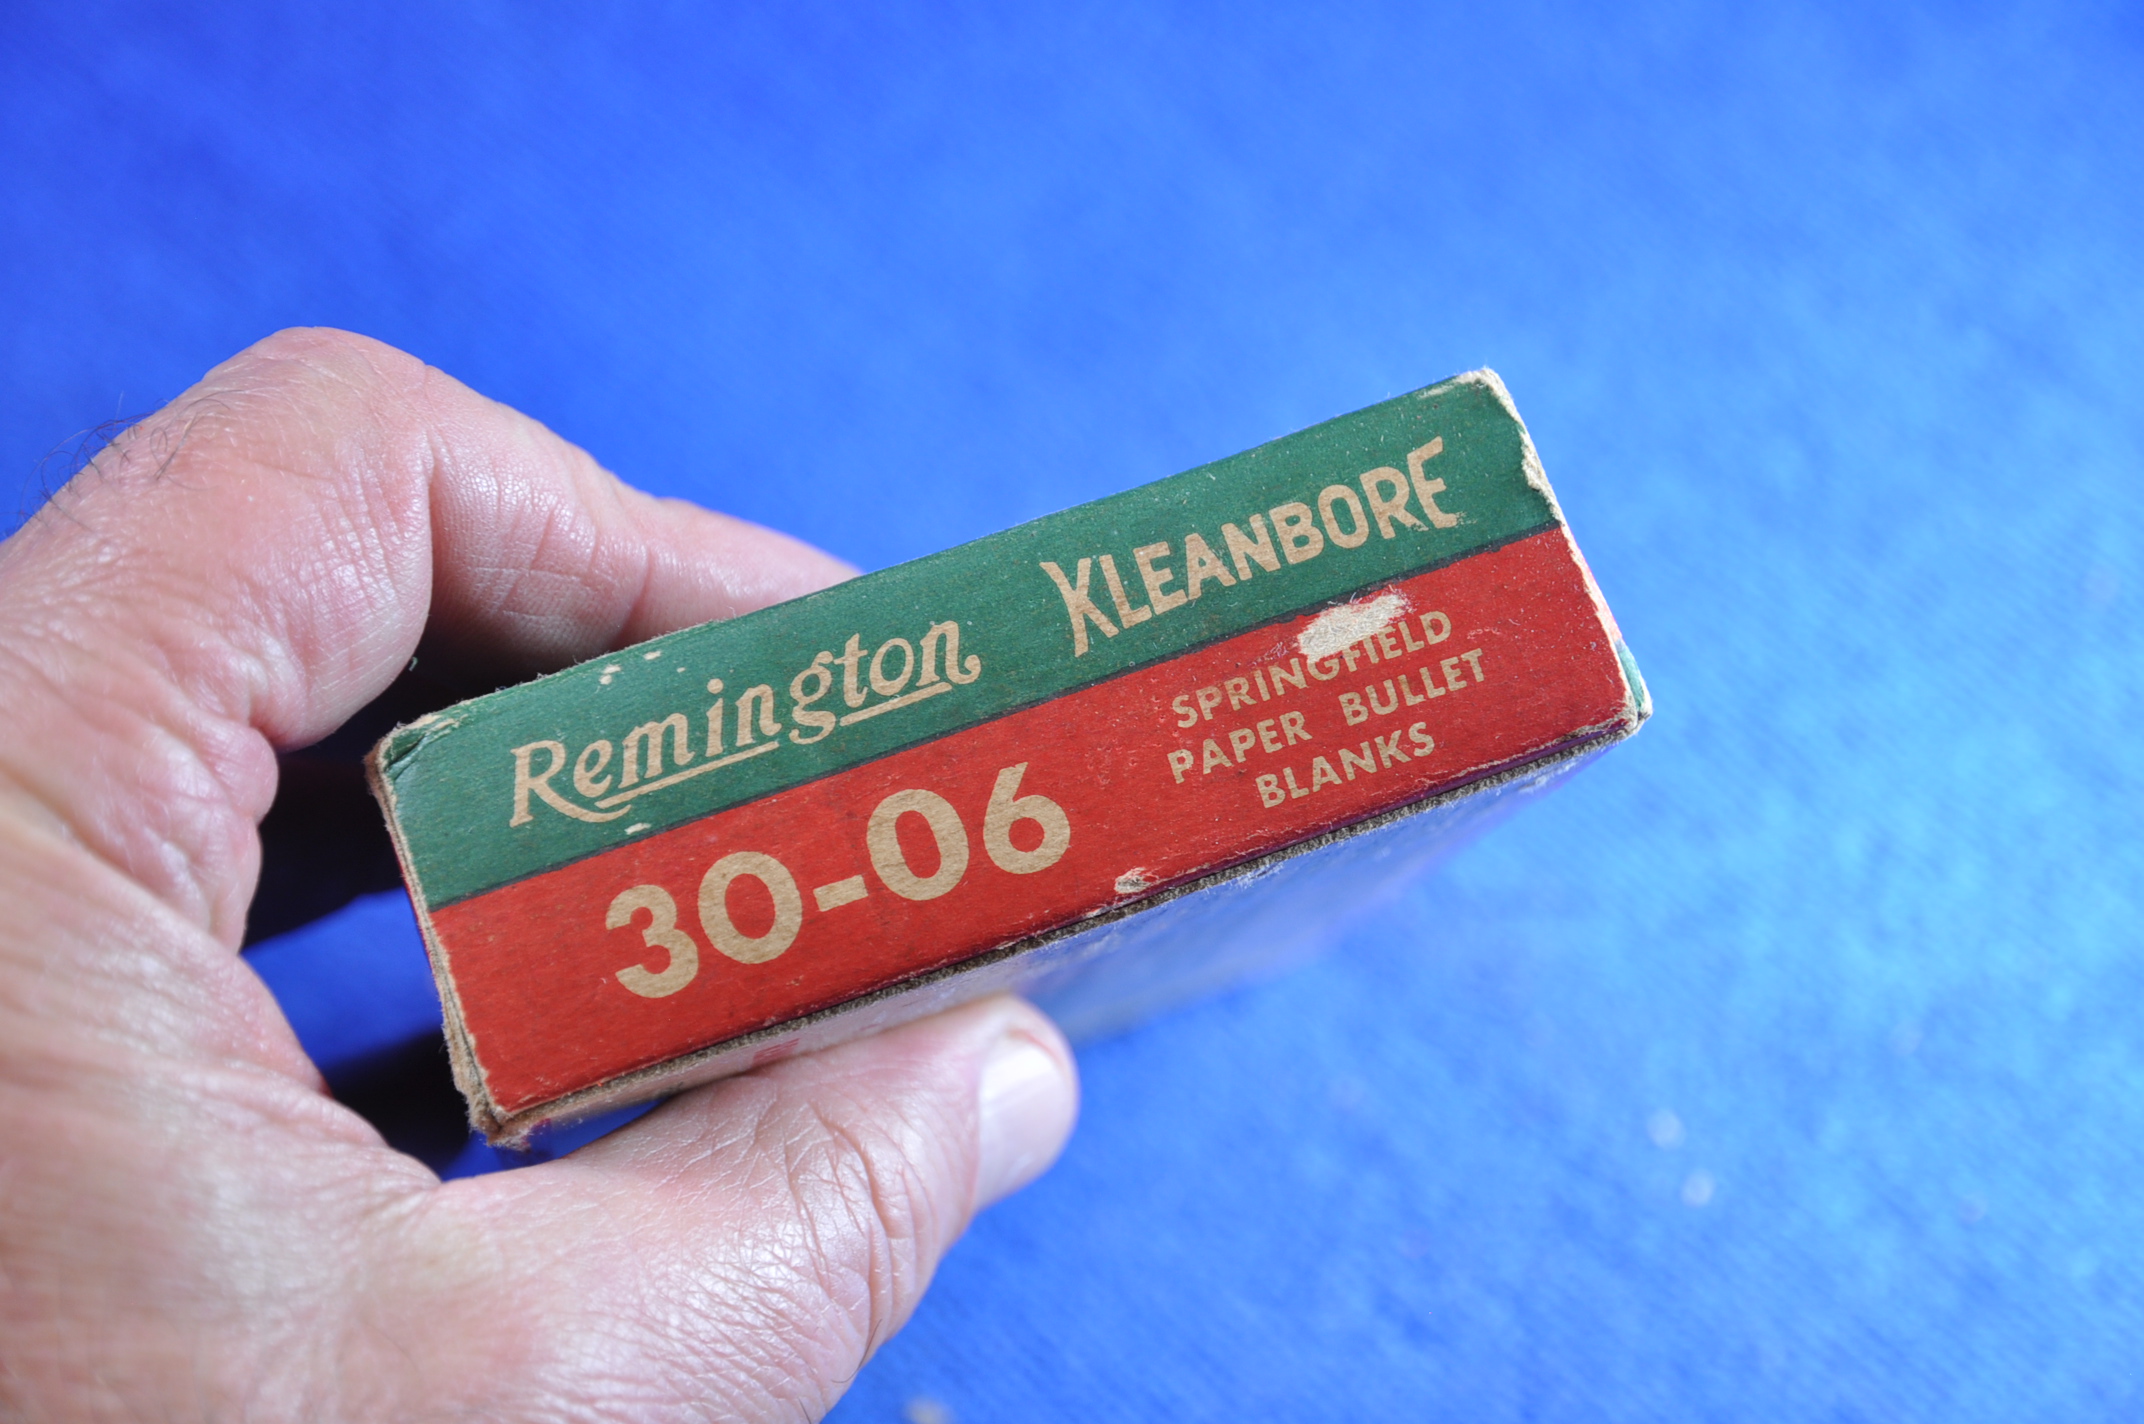 Remington KLEANBORE
30-06
SPRINGFIELD
PAPER BULLET
BLANKS